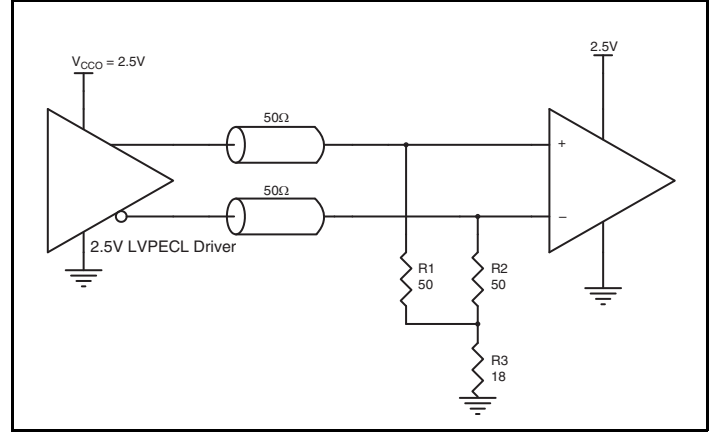 V_CCO = 2.5V
2.5V
50Ω
+
50Ω
−
2.5V LVPECL Driver
R1
50
R2
50
R3
18